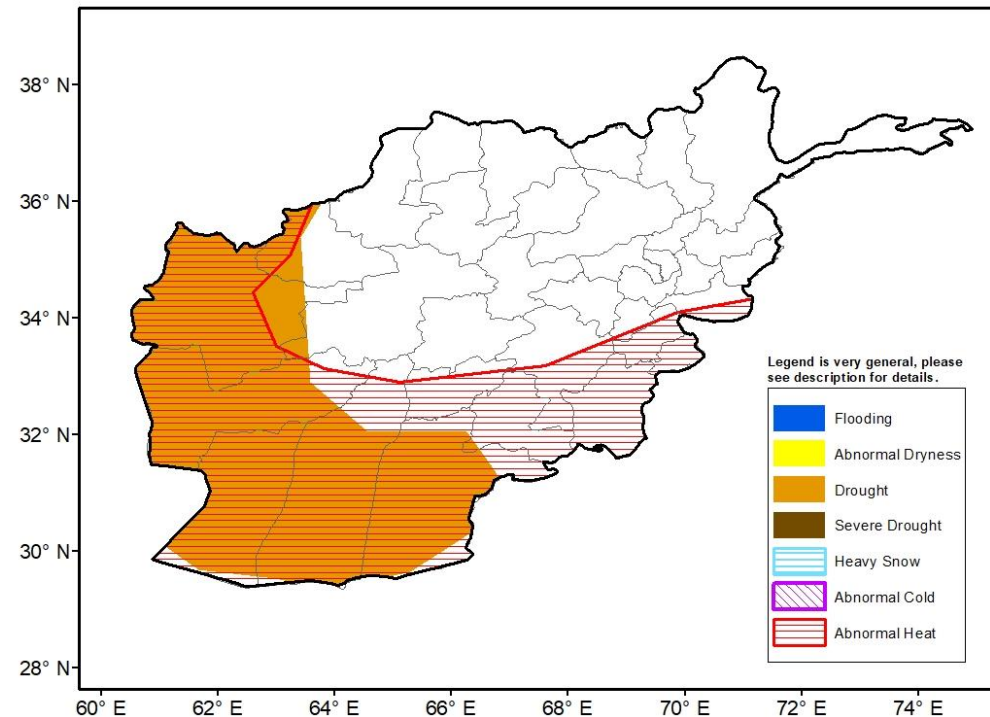 38° N
36° N
34° N
32° N
30° N
28° N
Legend is very general, please
see description for details.
Flooding
Abnormal Dryness
Drought
Severe Drought
Heavy Snow
Abnormal Cold
Abnormal Heat
60° E
62° E
64° E
66° E
68° E
70° E
72° E
74° E